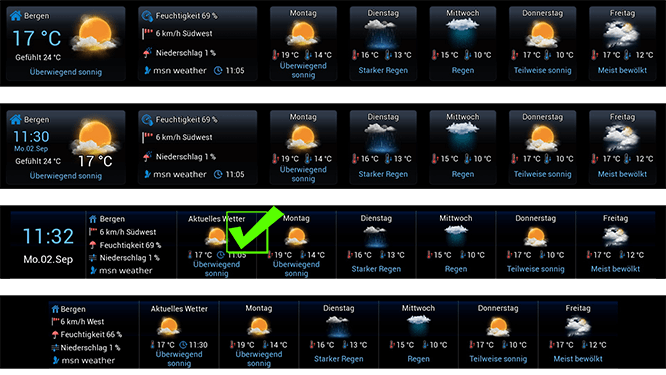 Bergen
17 °C
Gefühlt 24 °C
Überwiegend sonnig
Feuchtigkeit 69 %
6 km/h Südwest
Niederschlag 1 %
msn weather 11:05
Montag
19 °C 14 °C
Überwiegend
sonnig
Dienstag
16 °C 13 °C
Starker Regen
Mittwoch
15 °C 10 °C
Regen
Donnerstag
17 °C 10 °C
Teilweise sonnig
Freitag
17 °C 12 °C
Meist bewölkt
Bergen
11:30
Mo.02.Sep
Gefühlt 24 °C 17 °C
Überwiegend sonnig
Feuchtigkeit 69 %
6 km/h Südwest
Niederschlag 1 %
msn weather 11:05
Montag
19 °C 14 °C
Überwiegend
sonnig
Dienstag
16 °C 13 °C
Starker Regen
Mittwoch
15 °C 10 °C
Regen
Donnerstag
17 °C 10 °C
Teilweise sonnig
Freitag
17 °C 12 °C
Meist bewölkt
11:32
Mo.02.Sep
Bergen
6 km/h Südwest
Feuchtigkeit 69 %
Niederschlag 1 %
msn weather
Aktuelles Wetter
17 °C 11:05
Überwiegend
sonnig
Montag
19 °C 14 °C
Überwiegend
sonnig
Dienstag
16 °C 13 °C
Starker Regen
Mittwoch
15 °C 10 °C
Regen
Donnerstag
17 °C 10 °C
Teilweise sonnig
Freitag
17 °C 12 °C
Meist bewölkt
Bergen
6 km/h West
Feuchtigkeit 66 %
Niederschlag 1 %
msn weather
Aktuelles Wetter
17 °C 11:30
Überwiegend
sonnig
Montag
19 °C 14 °C
Überwiegend
sonnig
Dienstag
16 °C 13 °C
Starker Regen
Mittwoch
15 °C 10 °C
Regen
Donnerstag
17 °C 10 °C
Teilweise sonnig
Freitag
17 °C 12 °C
Meist bewölkt